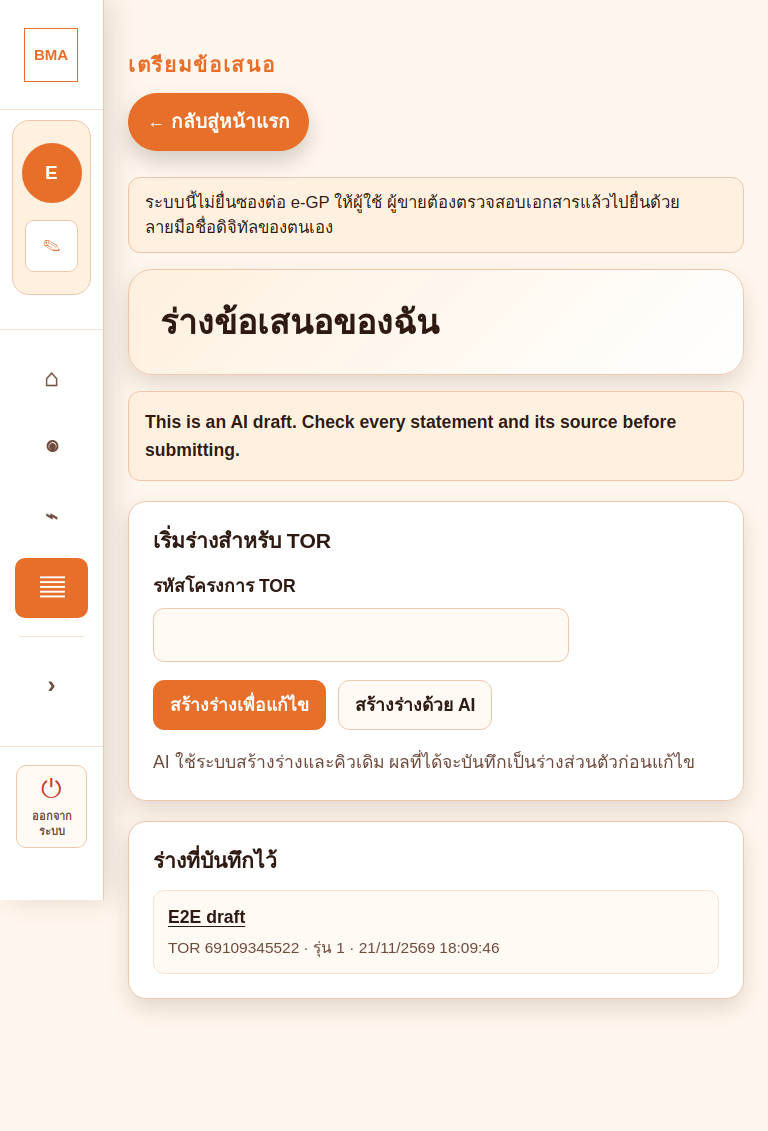 BMA
E
ออกจาก
ระบบ
เตรียมข้อเสนอ
← กลับสู่หน้าแรก
ระบบนี้ไม่ยื่นซองต่อ e-GP ให้ผู้ใช้ ผู้ขายต้องตรวจสอบเอกสารแล้วไปยื่นด้วย
ลายมือชื่อดิจิทัลของตนเอง
ร่างข้อเสนอของฉัน
This is an AI draft. Check every statement and its source before
submitting.
เริ่มร่างสำหรับ TOR
รหัสโครงการ TOR
สร้างร่างเพื่อแก้ไข
สร้างร่างด้วย AI
AI ใช้ระบบสร้างร่างและคิวเดิม ผลที่ได้จะบันทึกเป็นร่างส่วนตัวก่อนแก้ไข
ร่างที่บันทึกไว้
E2E draft
TOR 69109345522 · รุ่น 1 · 21/11/2569 18:09:46